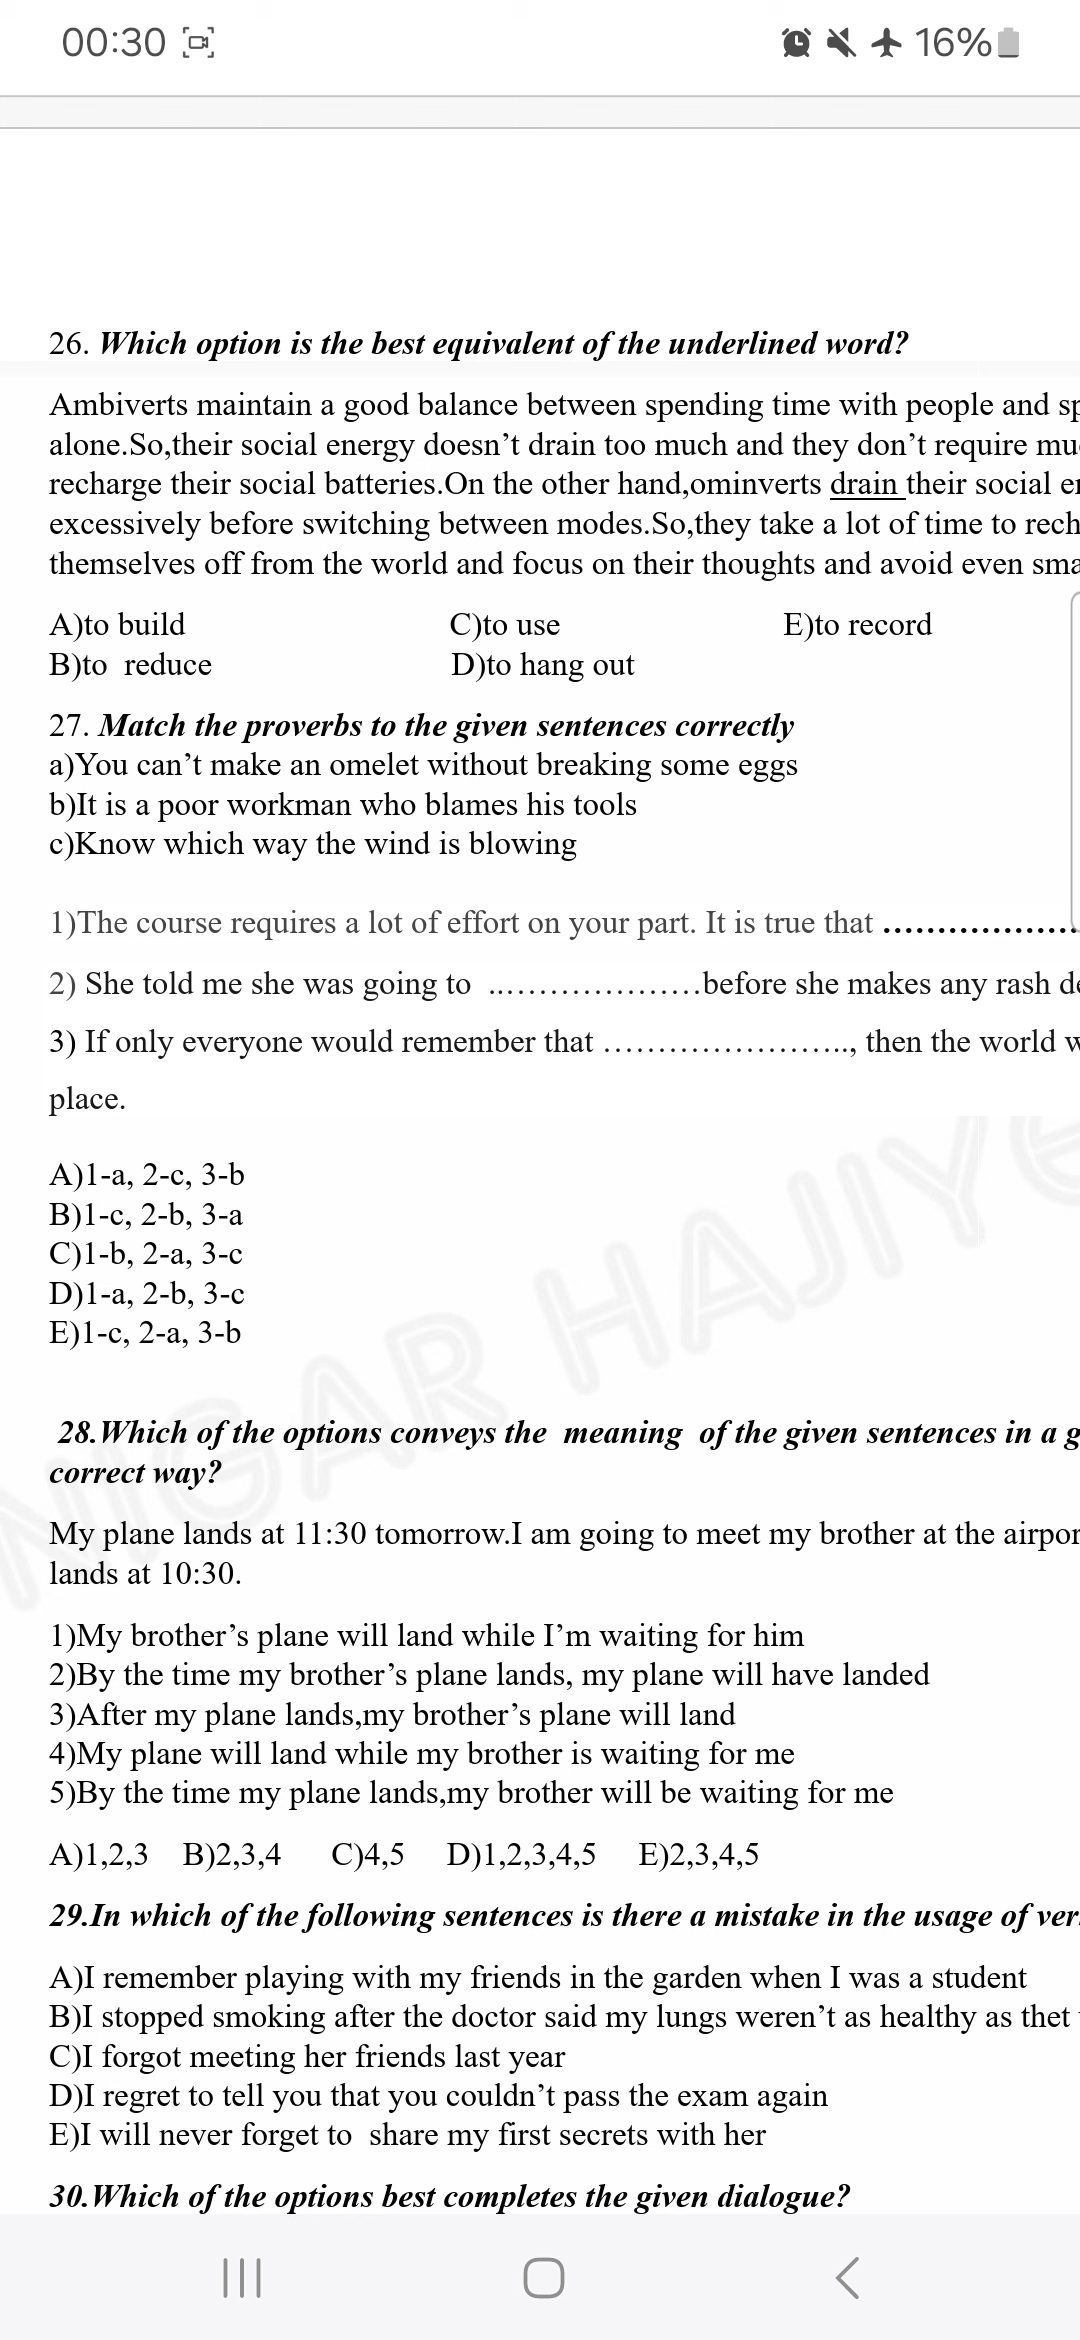 00:30
16%
26. Which option is the best equivalent of the underlined word?
Ambiverts maintain a good balance between spending time with people and
alone.So,their social energy doesn't drain too much and they don't require
recharge their social batteries.On the other hand,ominverts drain their social
excessively before switching between modes.So,they take a lot of time to
themselves off from the world and focus on their thoughts and avoid even
A)to build C)to use E)to record
B)to reduce D)to hang out
27. Match the proverbs to the given sentences correctly
a)You can't make an omelet without breaking some eggs
b)It is a poor workman who blames his tools
c)Know which way the wind is blowing
1)The course requires a lot of effort on your part. It is true that ..................
2) She told me she was going to ....................before she makes any rash
3) If only everyone would remember that ........................, then the world
place.
A)1-a, 2-c, 3-b
B)1-c, 2-b, 3-a
C)1-b, 2-a, 3-c
D)1-a, 2-b, 3-c
E)1-c, 2-a, 3-b
NIGAR
28.Which of the options conveys the meaning of the given sentences in a
correct way?
My plane lands at 11:30 tomorrow.I am going to meet my brother at the
lands at 10:30.
1)My brother's plane will land while I'm waiting for him
2)By the time my brother's plane lands, my plane will have landed
3)After my plane lands,my brother's plane will land
4)My plane will land while my brother is waiting for me
5)By the time my plane lands,my brother will be waiting for me
A)1,2,3 B)2,3,4 C)4,5 D)1,2,3,4,5 E)2,3,4,5
29.In which of the following sentences is there a mistake in the usage of
A)I remember playing with my friends in the garden when I was a student
B)I stopped smoking after the doctor said my lungs weren't as healthy as thet
C)I forgot meeting her friends last year
D)I regret to tell you that you couldn't pass the exam again
E)I will never forget to share my first secrets with her
30.Which of the options best completes the given dialogue?